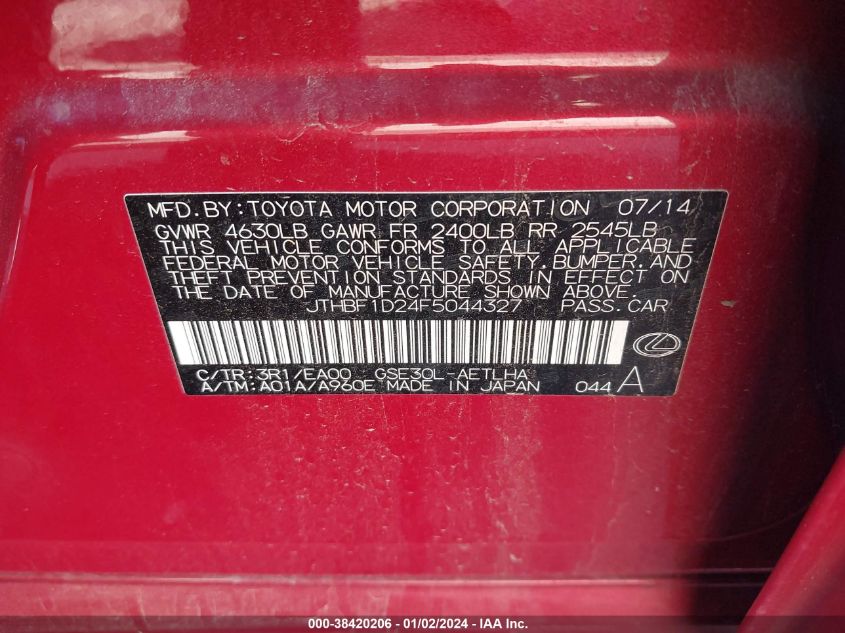 MFD.BY:TOYOTA MOTOR CORPORATION 07/14
GVWR 4630LB GAWR FR 2400LB RR 2545LB
THIS VEHICLE CONFORMS TO ALL APPLICABLE
FEDERAL MOTOR VEHICLE SAFETY,BUMPER,AND
THEFT PREVENTION STANDARDS IN EFFECT ON
THE DATE OF MANUFACTURE SHOWN ABOVE.
JTHBF1D24F5044327 PASS.CAR
C/TR:3R1/EA00 GSE30L-AETLHA
A/TM:A01A/A960E MADE IN JAPAN 044 A
000-38420206 - 01/02/2024 - IAA Inc.